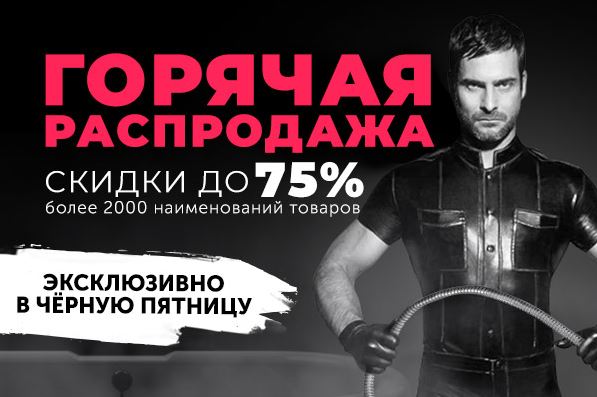 ГОРЯЧАЯ
РАСПРОДАЖА
СКИДКИ ДО 75%
более 2000 наименований товаров
ЭКСКЛЮЗИВНО
В ЧЁРНУЮ ПЯТНИЦУ